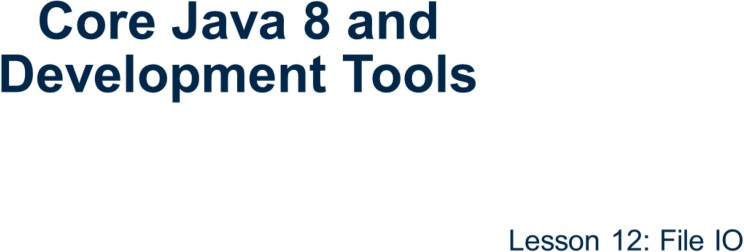 Core Java 8 and
Development Tools
Lesson 12: File IO